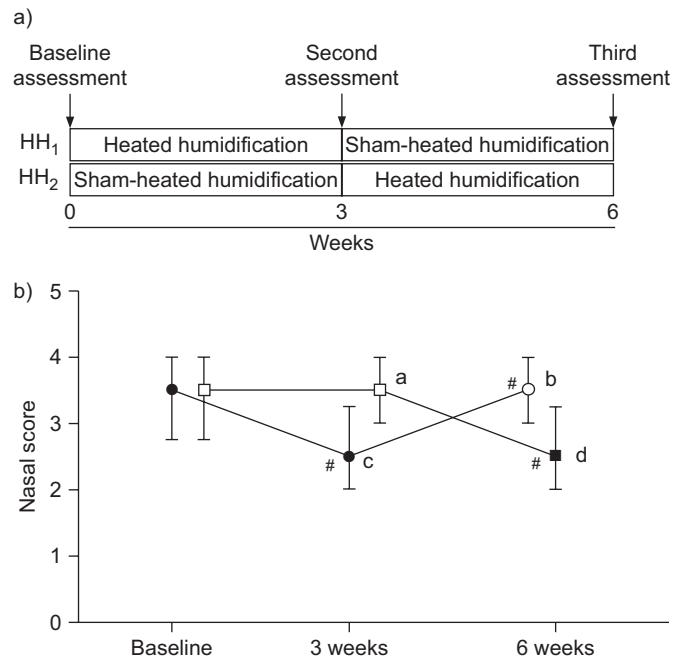 a)
Baseline assessment
Second assessment
Third assessment
HH1 Heated humidification Sham-heated humidification
HH2 Sham-heated humidification Heated humidification
0 3 6
Weeks
b)
5
4
3
2
1
0
Nasal score
a
# b
# c
# d
Baseline 3 weeks 6 weeks